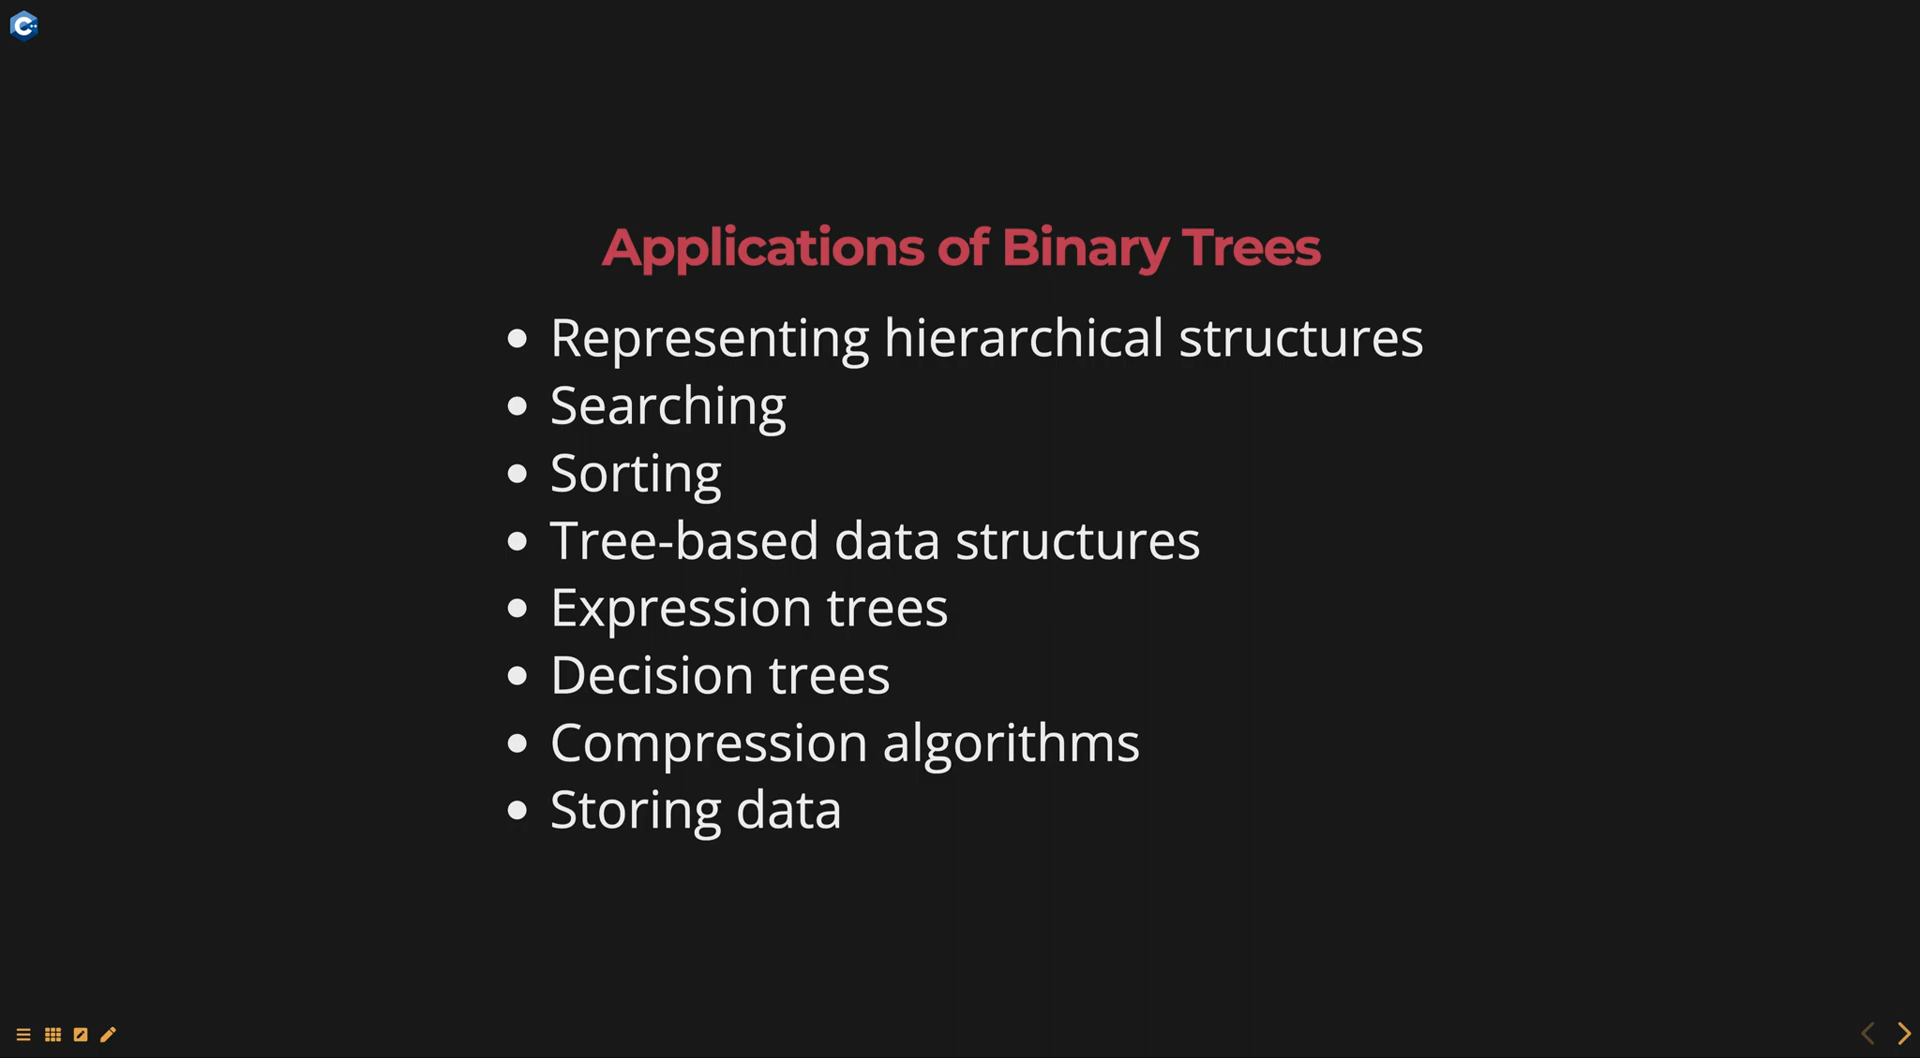 Applications of Binary Trees
Representing hierarchical structures
Searching
Sorting
Tree-based data structures
Expression trees
Decision trees
Compression algorithms
Storing data